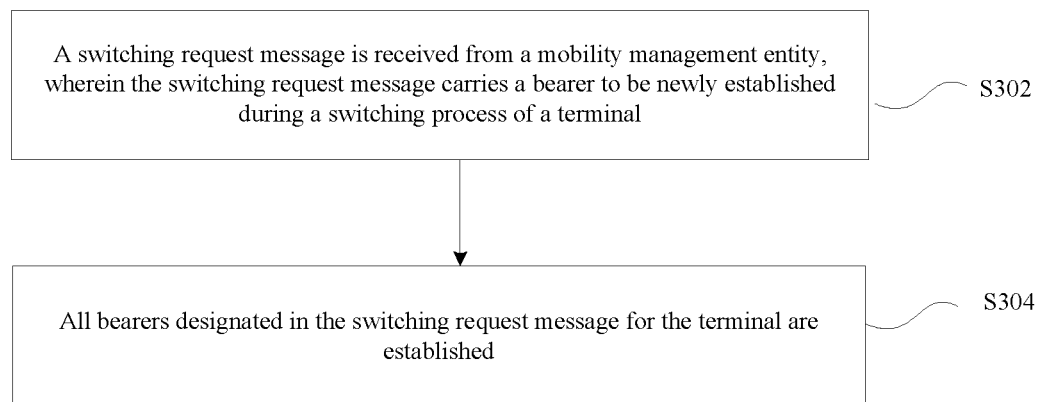 A switching request message is received from a mobility management entity,
wherein the switching request message carries a bearer to be newly established
during a switching process of a terminal
S302
All bearers designated in the switching request message for the terminal are
established
S304